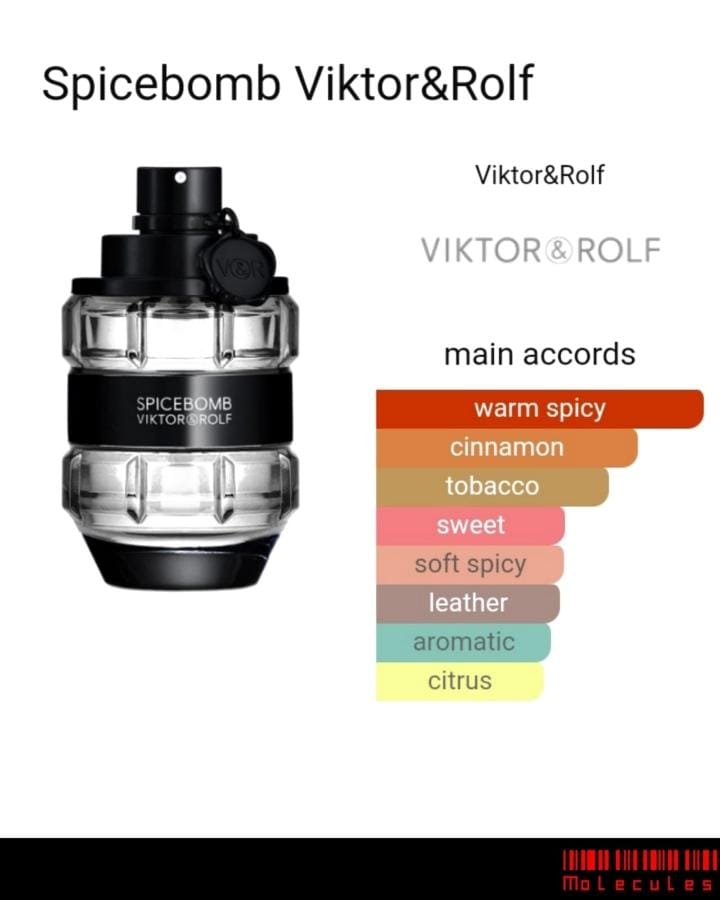 Spicebomb Viktor&Rolf
Viktor&Rolf
VIKTOR&ROLF
V&R
SPICEBOMB
VIKTOR&ROLF
main accords
warm spicy
cinnamon
tobacco
sweet
soft spicy
leather
aromatic
citrus
Molecules